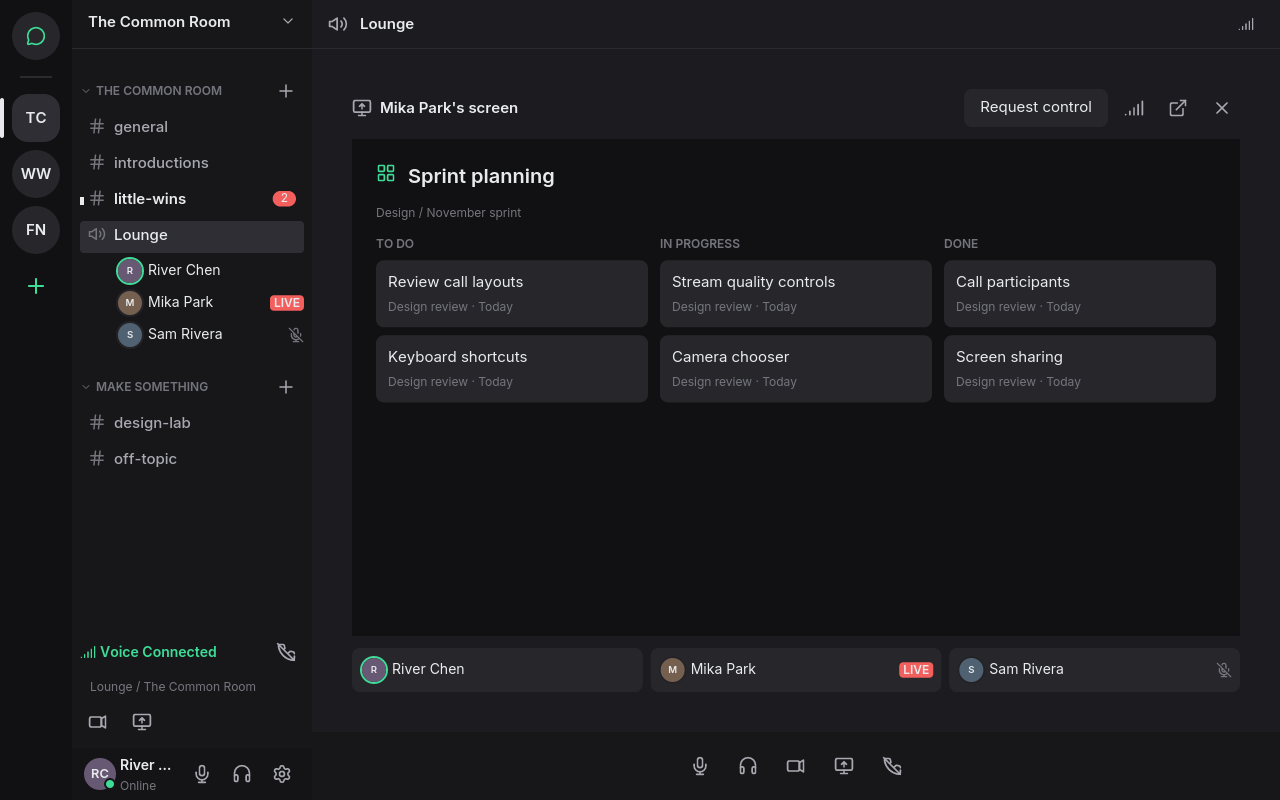 TC
WW
FN
The Common Room
THE COMMON ROOM
general
introductions
little-wins 2
Lounge
R River Chen
M Mika Park LIVE
S Sam Rivera
MAKE SOMETHING
design-lab
off-topic
Voice Connected
Lounge / The Common Room
RC River ...
Online
Lounge
Mika Park's screen Request control
Sprint planning
Design / November sprint
TO DO
Review call layouts
Design review · Today
Keyboard shortcuts
Design review · Today
IN PROGRESS
Stream quality controls
Design review · Today
Camera chooser
Design review · Today
DONE
Call participants
Design review · Today
Screen sharing
Design review · Today
R River Chen
M Mika Park LIVE
S Sam Rivera